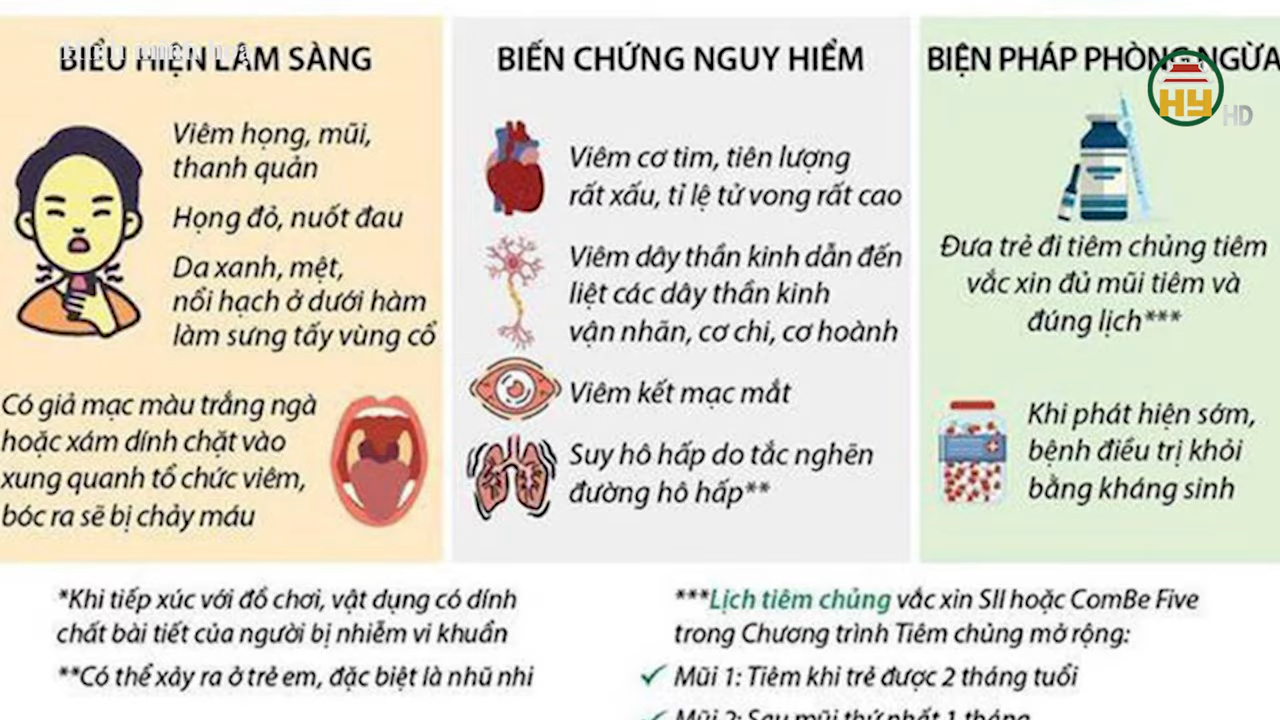 BIỂU HIỆN LÂM SÀNG
Viêm họng, mũi,
thanh quản
Họng đỏ, nuốt đau
Da xanh, mệt,
nổi hạch ở dưới hàm
làm sưng tấy vùng cổ
Có giả mạc màu trắng ngà
hoặc xám dính chặt vào
xung quanh tổ chức viêm,
bóc ra sẽ bị chảy máu
BIẾN CHỨNG NGUY HIỂM
Viêm cơ tim, tiên lượng
rất xấu, tỉ lệ tử vong rất cao
Viêm dây thần kinh dẫn đến
liệt các dây thần kinh
vận nhãn, cơ chi, cơ hoành
Viêm kết mạc mắt
Suy hô hấp do tắc nghẽn
đường hô hấp**
BIỆN PHÁP PHÒNG NGỪA
HY HD
Đưa trẻ đi tiêm chủng tiêm
vắc xin đủ mũi tiêm và
đúng lịch***
Khi phát hiện sớm,
bệnh điều trị khỏi
bằng kháng sinh
*Khi tiếp xúc với đồ chơi, vật dụng có dính
chất bài tiết của người bị nhiễm vi khuẩn
**Có thể xảy ra ở trẻ em, đặc biệt là nhũ nhi
***Lịch tiêm chủng vắc xin SII hoặc ComBe Five
trong Chương trình Tiêm chủng mở rộng:
Mũi 1: Tiêm khi trẻ được 2 tháng tuổi
Mũi 2: Sau mũi thứ nhất 1 tháng